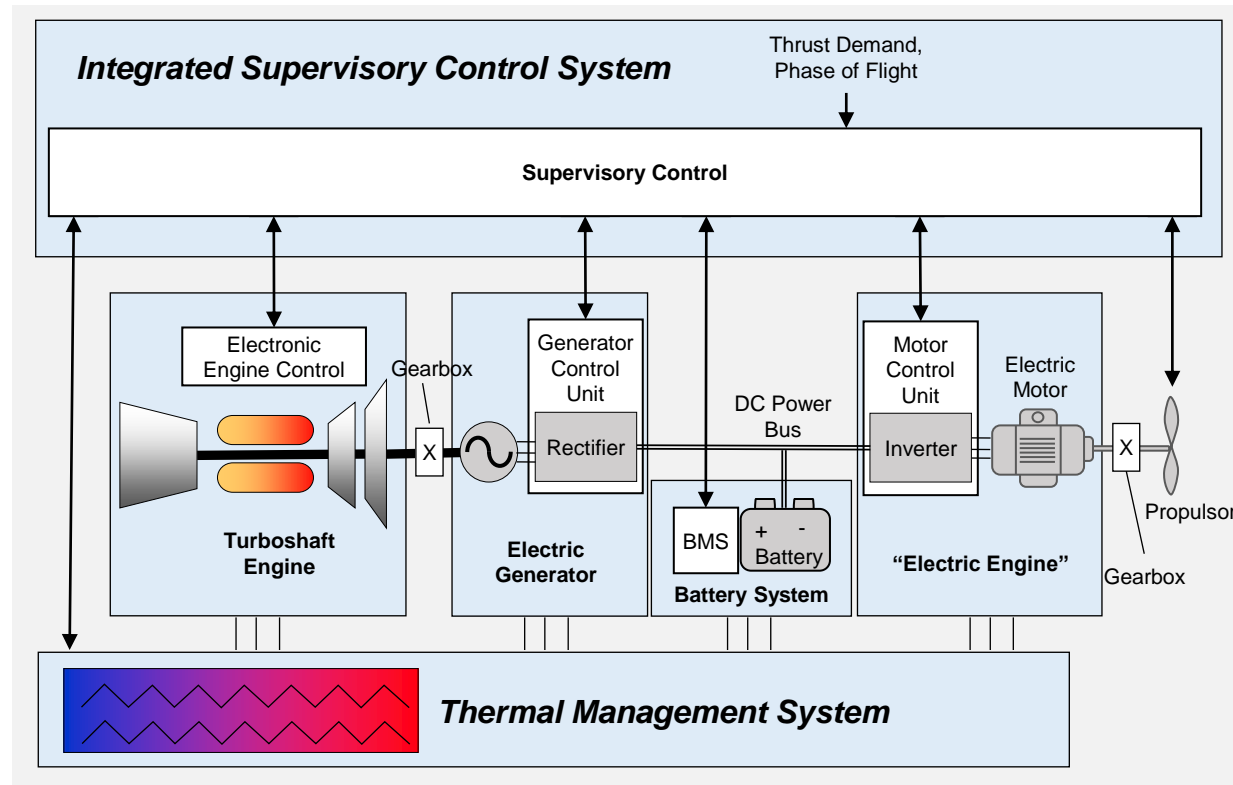 Integrated Supervisory Control System
Thrust Demand,
Phase of Flight
Supervisory Control
Electronic
Engine Control
Gearbox
X
Turboshaft
Engine
Generator
Control
Unit
Rectifier
Electric
Generator
DC Power
Bus
BMS
+ -
Battery
Battery System
Motor
Control
Unit
Inverter
Electric
Motor
"Electric Engine"
X
Propulsor
Gearbox
Thermal Management System